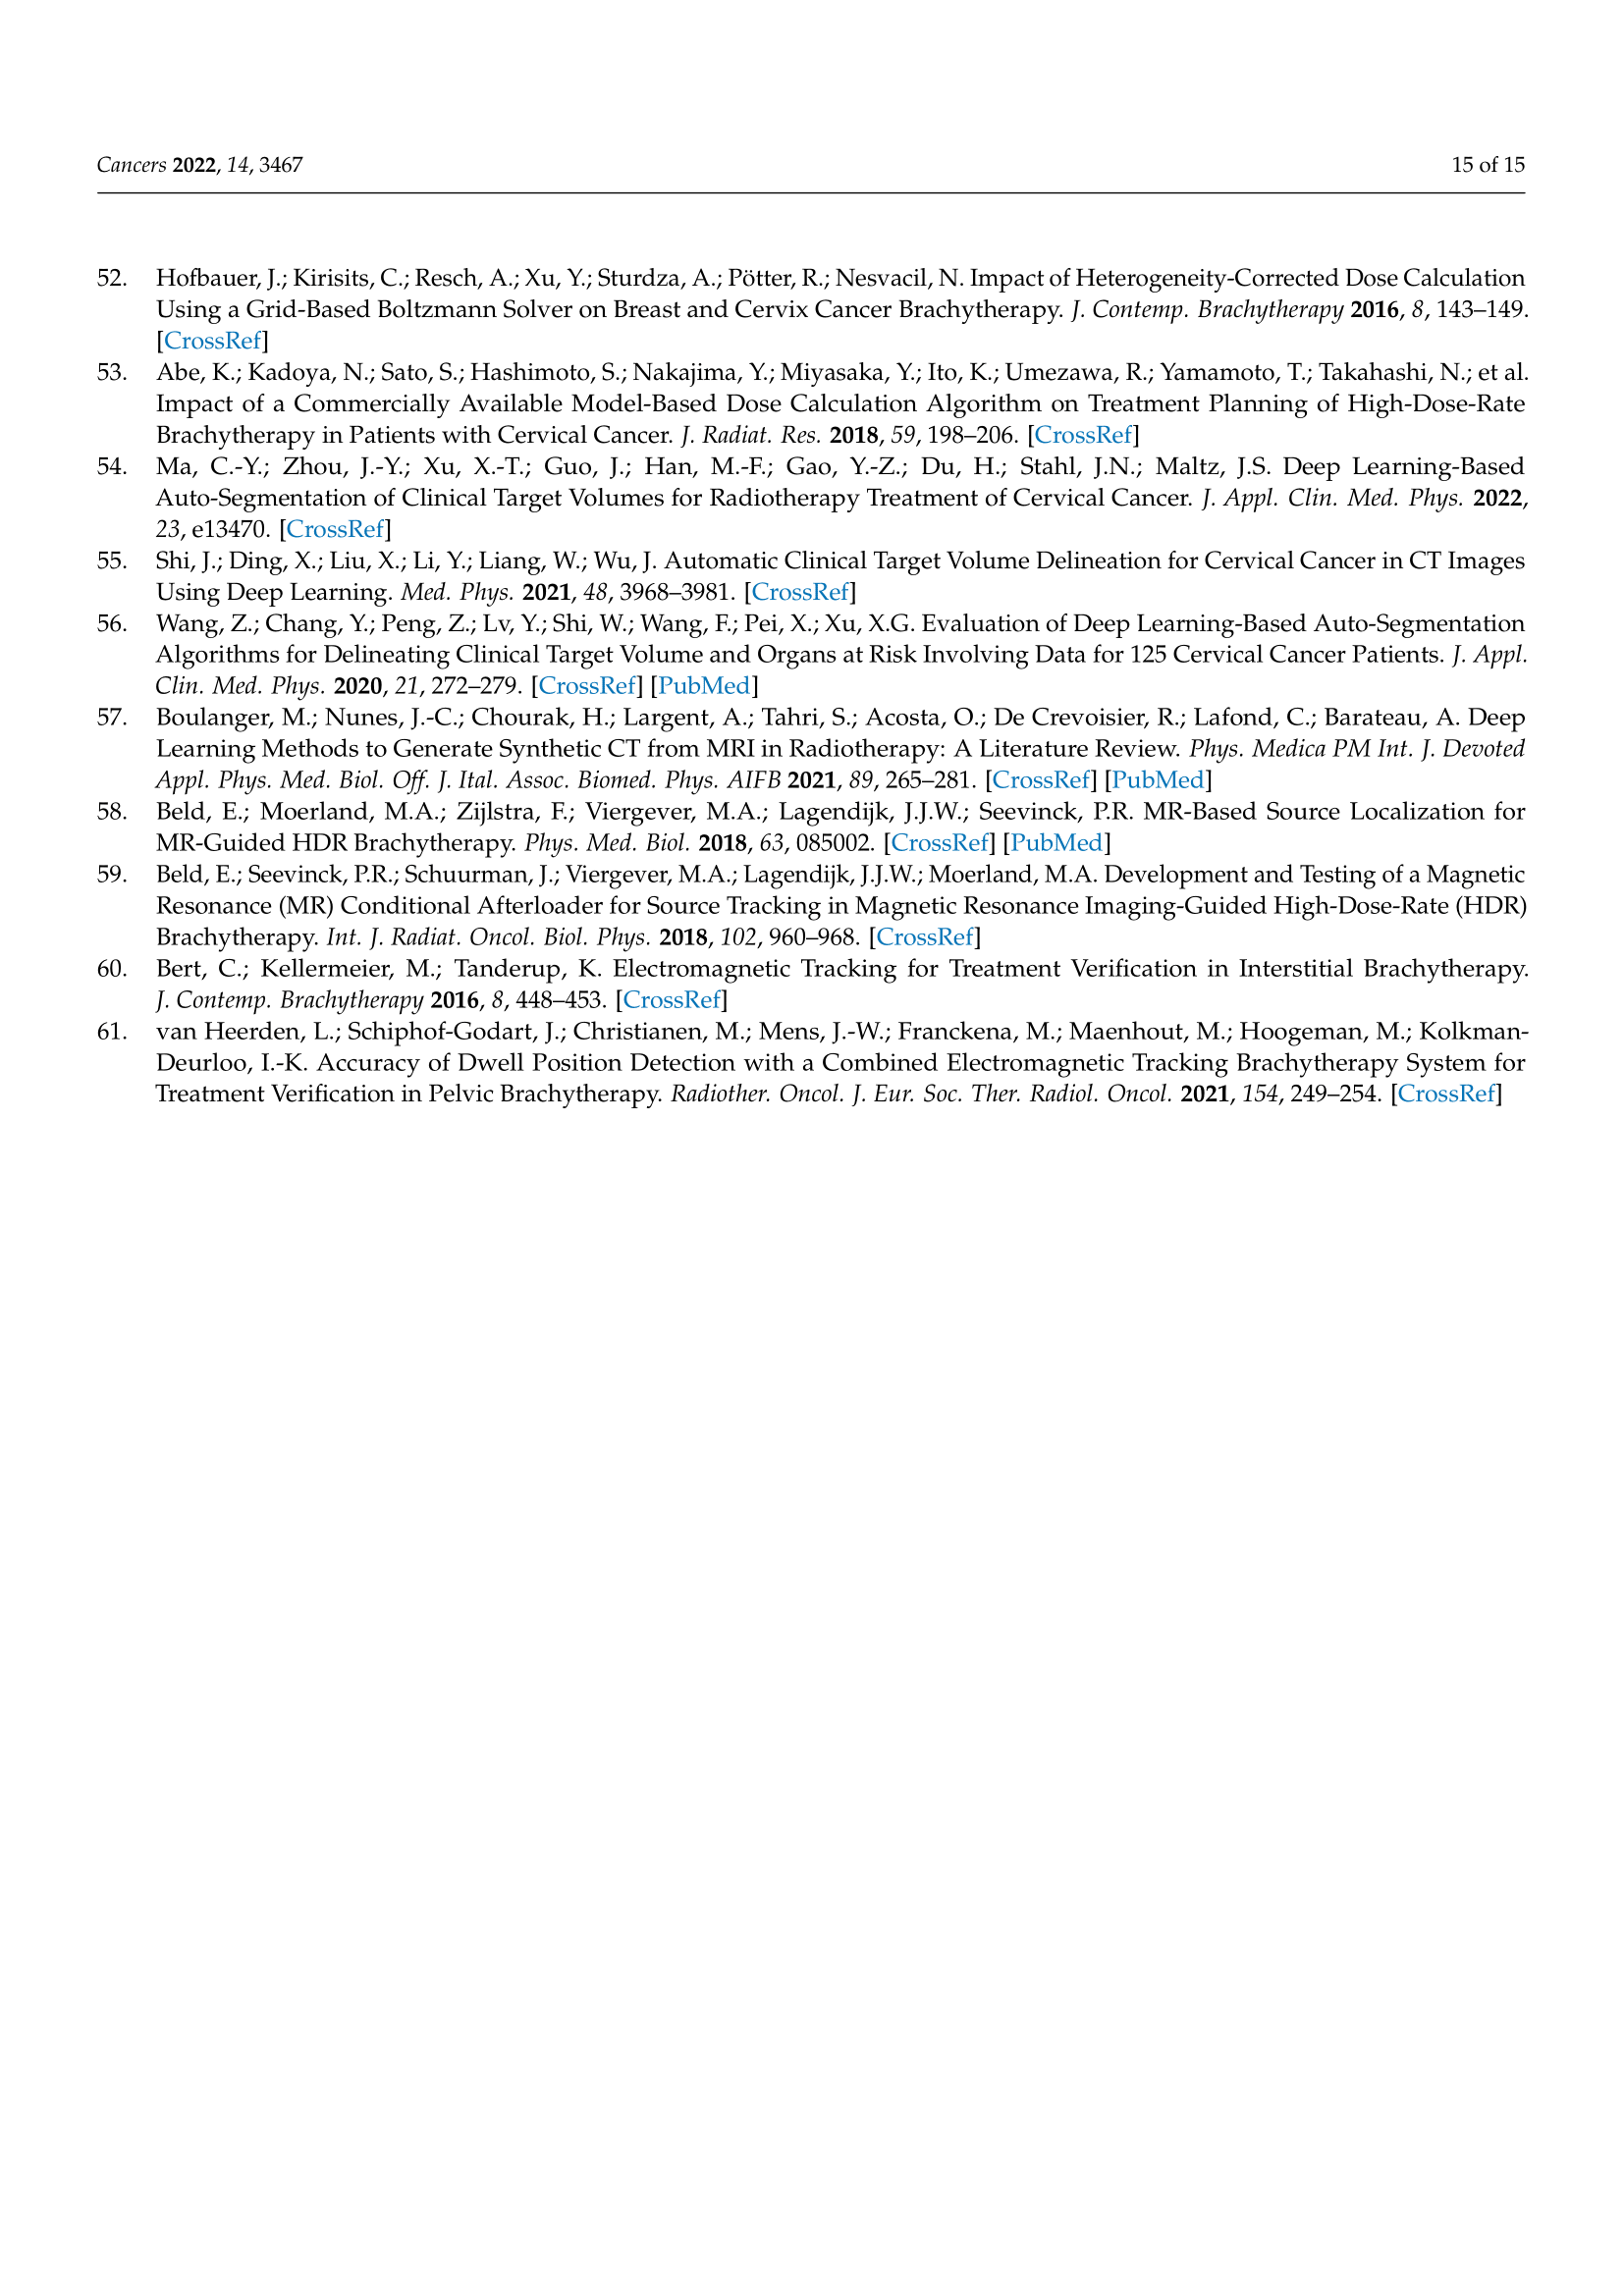 Cancers 2022, 14, 3467
15 of 15
52. Hofbauer, J.; Kirisits, C.; Resch, A.; Xu, Y.; Sturdza, A.; Pötter, R.; Nesvacil, N. Impact of Heterogeneity-Corrected Dose Calculation
Using a Grid-Based Boltzmann Solver on Breast and Cervix Cancer Brachytherapy. J. Contemp. Brachytherapy 2016, 8, 143–149.
[CrossRef]
53. Abe, K.; Kadoya, N.; Sato, S.; Hashimoto, S.; Nakajima, Y.; Miyasaka, Y.; Ito, K.; Umezawa, R.; Yamamoto, T.; Takahashi, N.; et al.
Impact of a Commercially Available Model-Based Dose Calculation Algorithm on Treatment Planning of High-Dose-Rate
Brachytherapy in Patients with Cervical Cancer. J. Radiat. Res. 2018, 59, 198–206. [CrossRef]
54. Ma, C.-Y.; Zhou, J.-Y.; Xu, X.-T.; Guo, J.; Han, M.-F.; Gao, Y.-Z.; Du, H.; Stahl, J.N.; Maltz, J.S. Deep Learning-Based
Auto-Segmentation of Clinical Target Volumes for Radiotherapy Treatment of Cervical Cancer. J. Appl. Clin. Med. Phys. 2022,
23, e13470. [CrossRef]
55. Shi, J.; Ding, X.; Liu, X.; Li, Y.; Liang, W.; Wu, J. Automatic Clinical Target Volume Delineation for Cervical Cancer in CT Images
Using Deep Learning. Med. Phys. 2021, 48, 3968–3981. [CrossRef]
56. Wang, Z.; Chang, Y.; Peng, Z.; Lv, Y.; Shi, W.; Wang, F.; Pei, X.; Xu, X.G. Evaluation of Deep Learning-Based Auto-Segmentation
Algorithms for Delineating Clinical Target Volume and Organs at Risk Involving Data for 125 Cervical Cancer Patients. J. Appl.
Clin. Med. Phys. 2020, 21, 272–279. [CrossRef] [PubMed]
57. Boulanger, M.; Nunes, J.-C.; Chourak, H.; Largent, A.; Tahri, S.; Acosta, O.; De Crevoisier, R.; Lafond, C.; Barateau, A. Deep
Learning Methods to Generate Synthetic CT from MRI in Radiotherapy: A Literature Review. Phys. Medica PM Int. J. Devoted
Appl. Phys. Med. Biol. Off. J. Ital. Assoc. Biomed. Phys. AIFB 2021, 89, 265–281. [CrossRef] [PubMed]
58. Beld, E.; Moerland, M.A.; Zijlstra, F.; Viergever, M.A.; Lagendijk, J.J.W.; Seevinck, P.R. MR-Based Source Localization for
MR-Guided HDR Brachytherapy. Phys. Med. Biol. 2018, 63, 085002. [CrossRef] [PubMed]
59. Beld, E.; Seevinck, P.R.; Schuurman, J.; Viergever, M.A.; Lagendijk, J.J.W.; Moerland, M.A. Development and Testing of a Magnetic
Resonance (MR) Conditional Afterloader for Source Tracking in Magnetic Resonance Imaging-Guided High-Dose-Rate (HDR)
Brachytherapy. Int. J. Radiat. Oncol. Biol. Phys. 2018, 102, 960–968. [CrossRef]
60. Bert, C.; Kellermeier, M.; Tanderup, K. Electromagnetic Tracking for Treatment Verification in Interstitial Brachytherapy.
J. Contemp. Brachytherapy 2016, 8, 448–453. [CrossRef]
61. van Heerden, L.; Schiphof-Godart, J.; Christianen, M.; Mens, J.-W.; Franckena, M.; Maenhout, M.; Hoogeman, M.; Kolkman-
Deurloo, I.-K. Accuracy of Dwell Position Detection with a Combined Electromagnetic Tracking Brachytherapy System for
Treatment Verification in Pelvic Brachytherapy. Radiother. Oncol. J. Eur. Soc. Ther. Radiol. Oncol. 2021, 154, 249–254. [CrossRef]